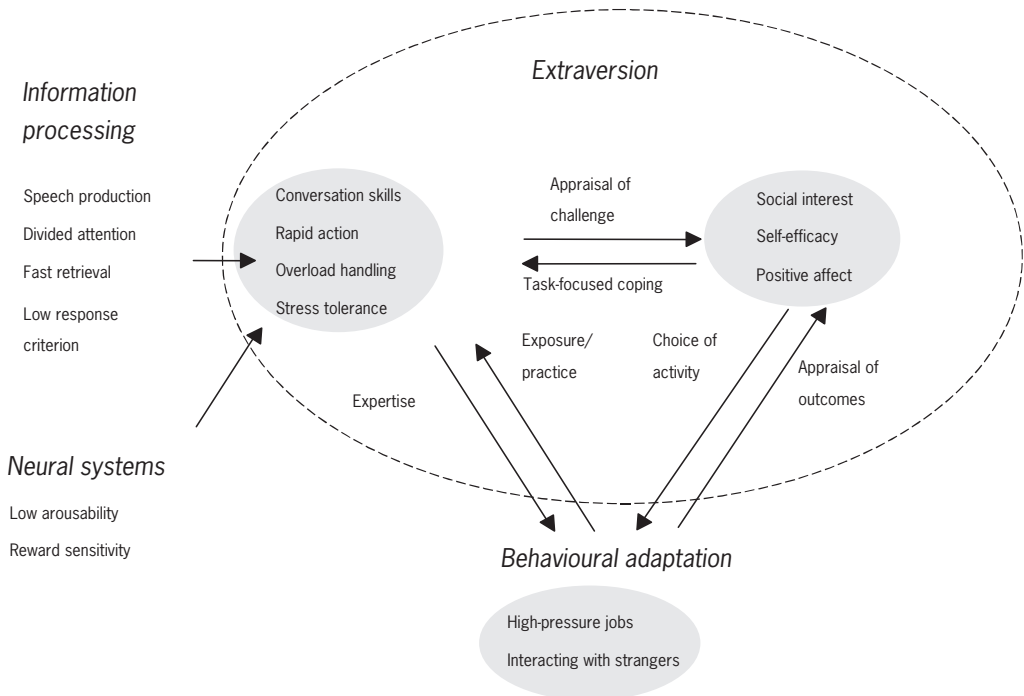 Extraversion
Information
processing
Speech production
Divided attention
Fast retrieval
Low response
criterion
Conversation skills
Rapid action
Overload handling
Stress tolerance
Appraisal of
challenge
Task-focused coping
Social interest
Self-efficacy
Positive affect
Exposure/
practice
Choice of
activity
Appraisal of
outcomes
Expertise
Neural systems
Low arousability
Reward sensitivity
Behavioural adaptation
High-pressure jobs
Interacting with strangers